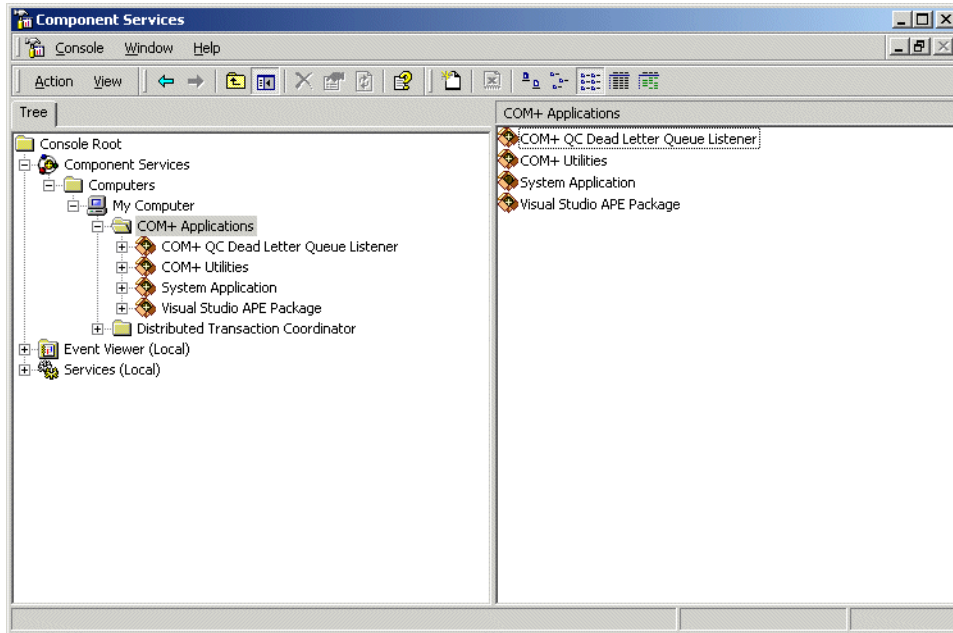 Component Services
Console Window Help
Action View
Tree
COM+ Applications
Console Root
Component Services
Computers
My Computer
COM+ Applications
COM+ QC Dead Letter Queue Listener
COM+ Utilities
System Application
Visual Studio APE Package
Distributed Transaction Coordinator
Event Viewer (Local)
Services (Local)
COM+ QC Dead Letter Queue Listener
COM+ Utilities
System Application
Visual Studio APE Package